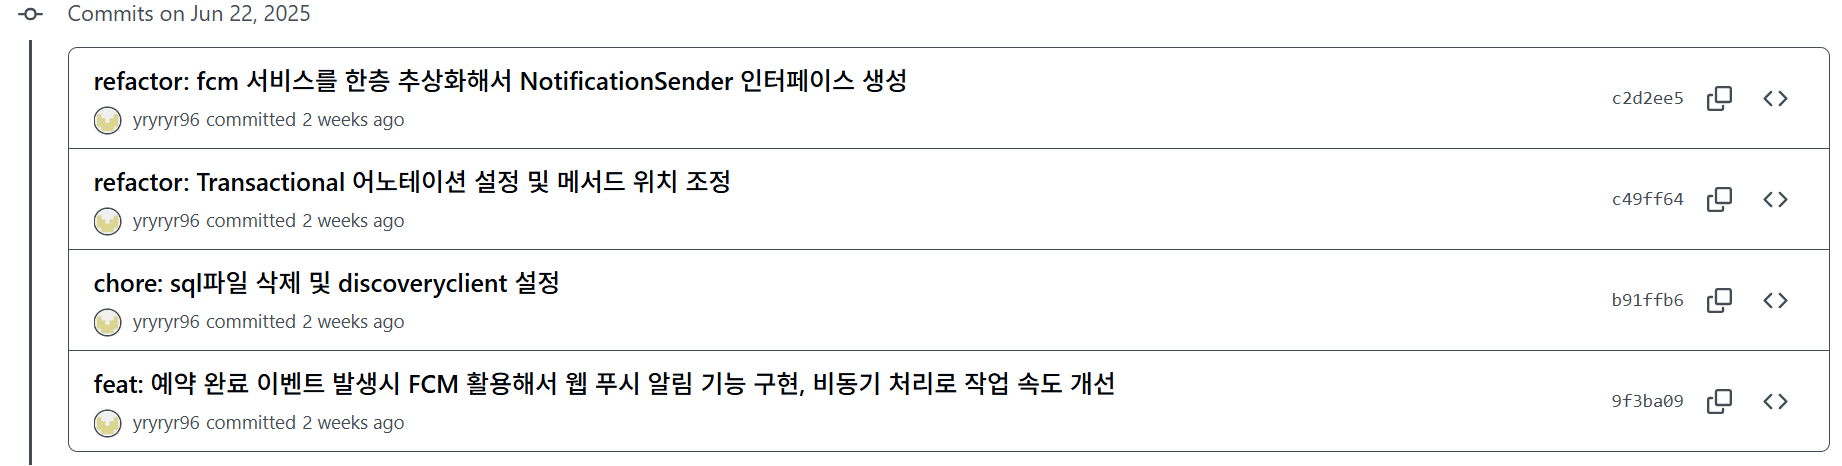 Commits on Jun 22, 2025
refactor: fcm 서비스를 한층 추상화해서 NotificationSender 인터페이스 생성
yryryr96 committed 2 weeks ago
c2d2ee5
refactor: Transactional 어노테이션 설정 및 메서드 위치 조정
yryryr96 committed 2 weeks ago
c49ff64
chore: sql파일 삭제 및 discoveryclient 설정
yryryr96 committed 2 weeks ago
b91ffb6
feat: 예약 완료 이벤트 발생시 FCM 활용해서 웹 푸시 알림 기능 구현, 비동기 처리로 작업 속도 개선
yryryr96 committed 2 weeks ago
9f3ba09